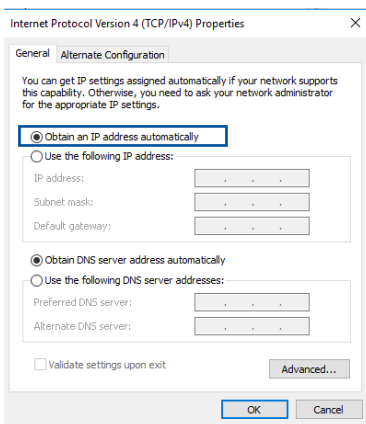 Internet Protocol Version 4 (TCP/IPv4) Properties
General
Alternate Configuration
You can get IP settings assigned automatically if your network supports
this capability. Otherwise, you need to ask your network administrator
for the appropriate IP settings.
Obtain an IP address automatically
Use the following IP address:
IP address:
Subnet mask:
Default gateway:
Obtain DNS server address automatically
Use the following DNS server addresses:
Preferred DNS server:
Alternate DNS server:
Validate settings upon exit
Advanced...
OK
Cancel